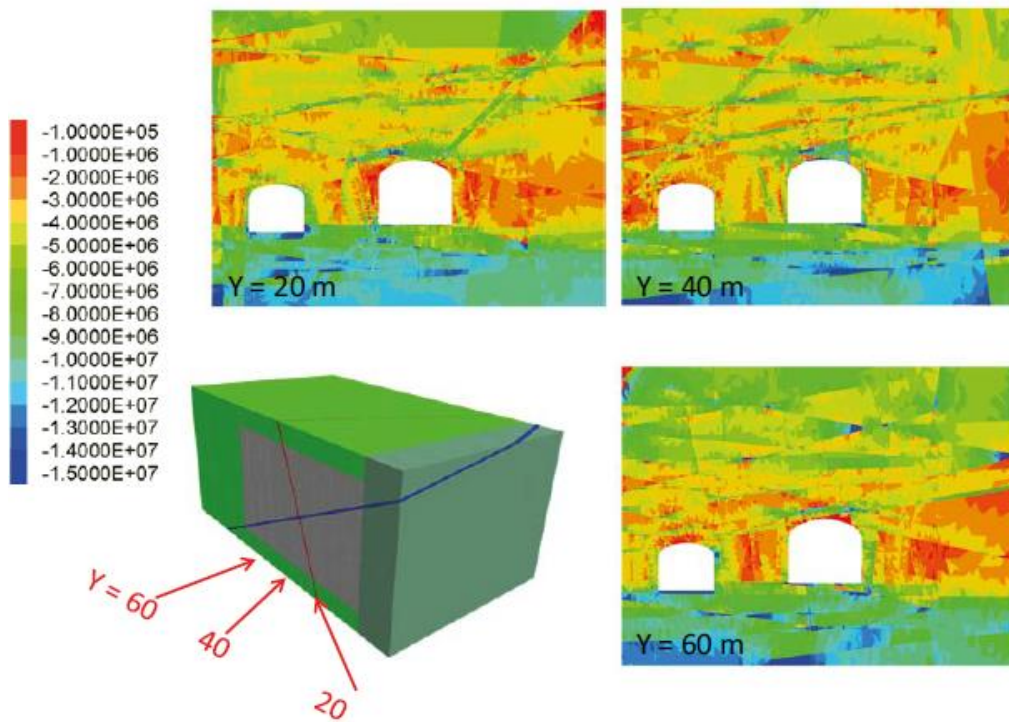 -1.0000E+05
-1.0000E+06
-2.0000E+06
-3.0000E+06
-4.0000E+06
-5.0000E+06
-6.0000E+06
-7.0000E+06
-8.0000E+06
-9.0000E+06
-1.0000E+07
-1.1000E+07
-1.2000E+07
-1.3000E+07
-1.4000E+07
-1.5000E+07
Y = 20 m
Y = 40 m
Y = 60
40
20
Y = 60 m